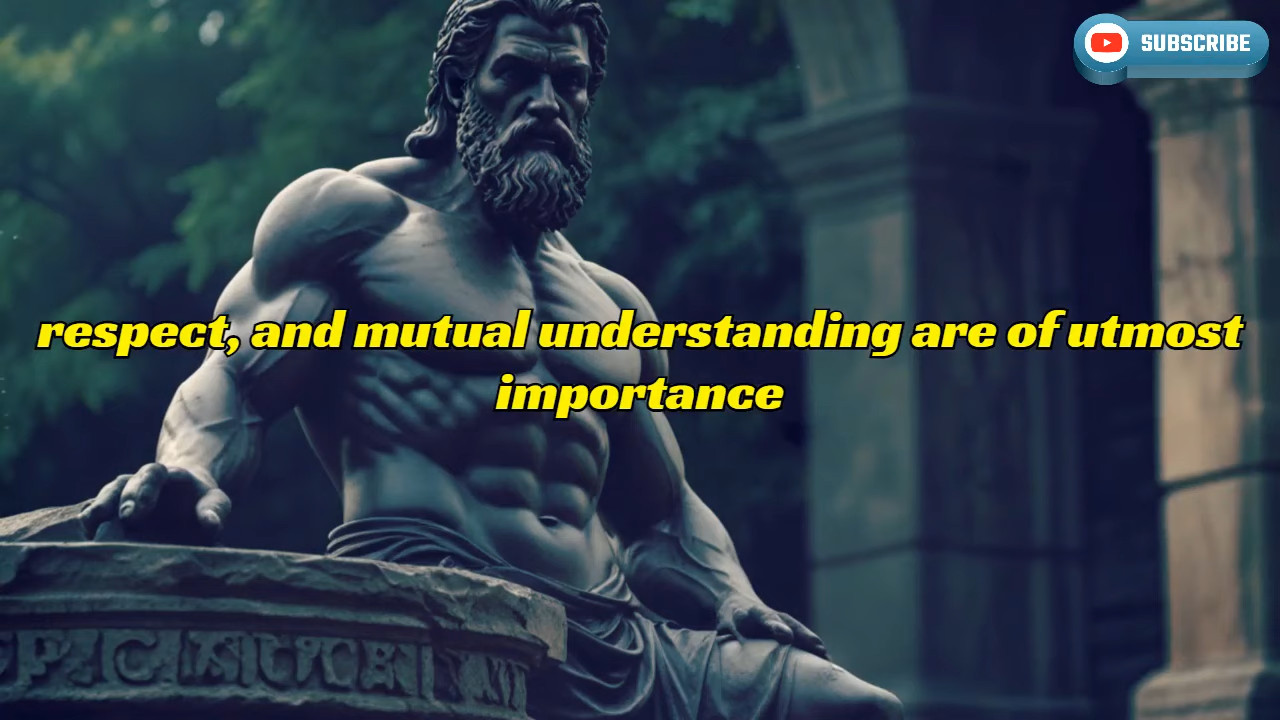 SUBSCRIBE
respect, and mutual understanding are of utmost
importance